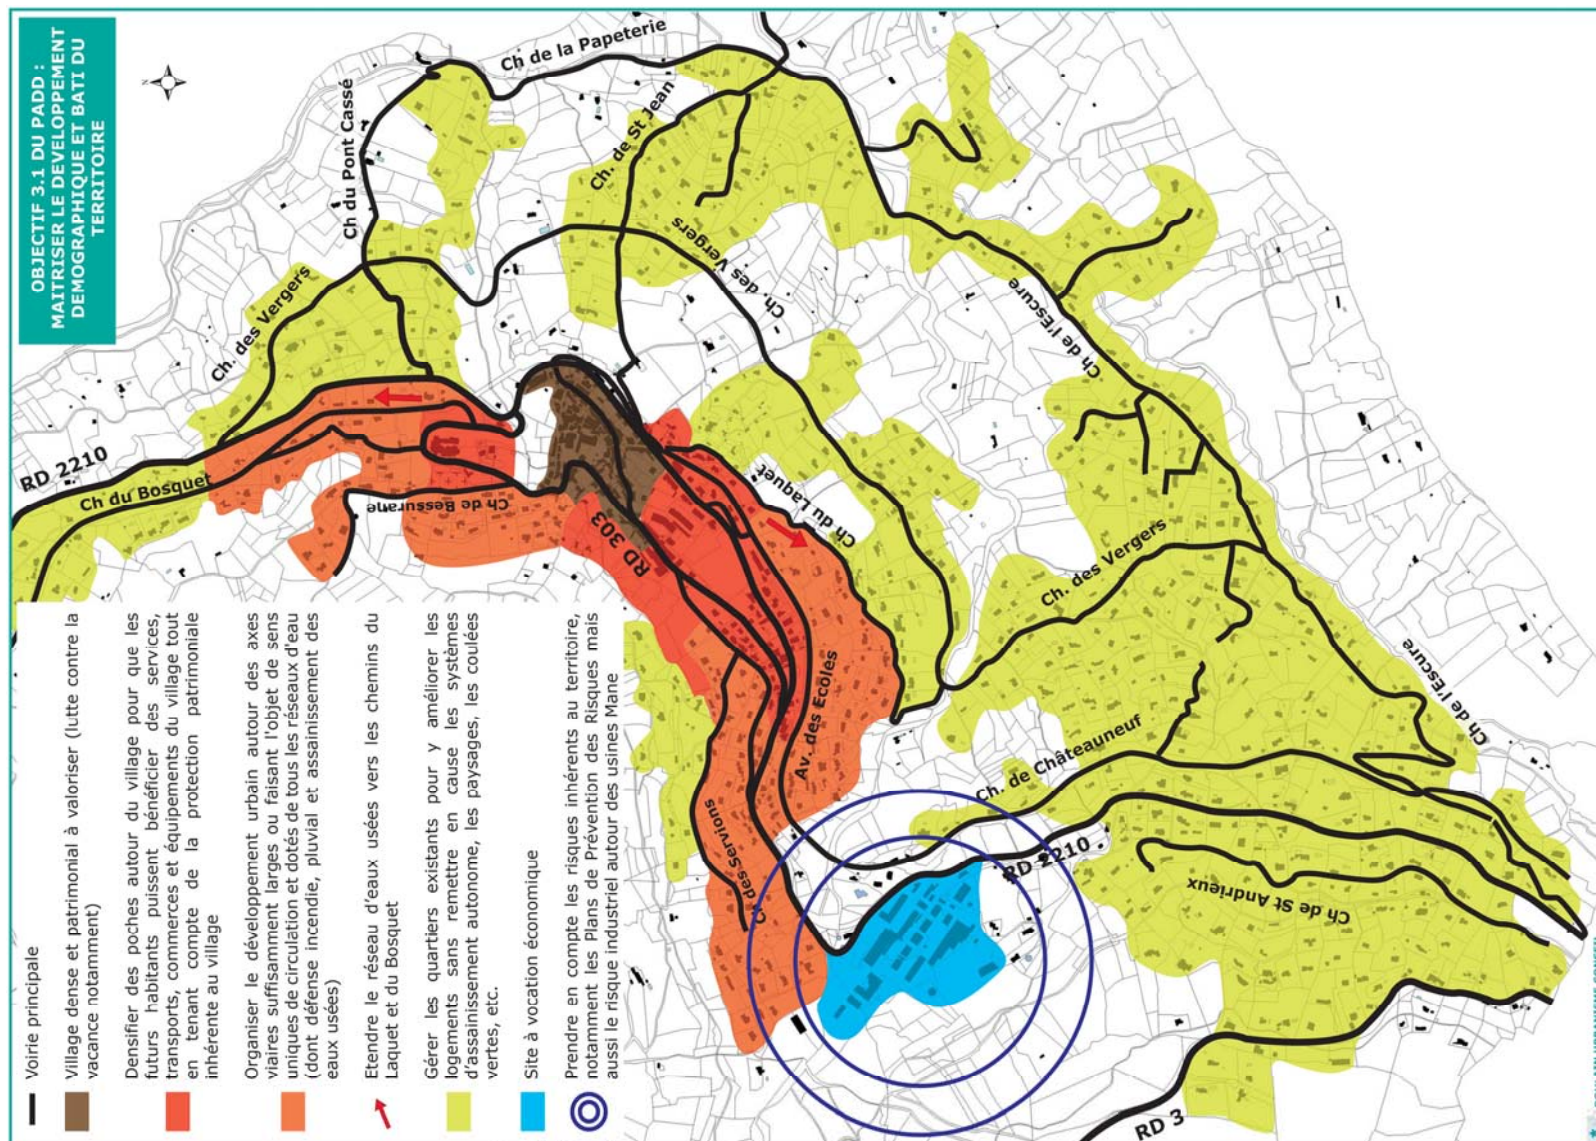 OBJECTIF 3.1 DU PADD :
MAITRISER LE DEVELOPPEMENT
DEMOGRAPHIQUE ET BATI DU
TERRITOIRE
Voirie principale
Village dense et patrimonial à valoriser (lutte contre la
vacance notamment)
Densifier des poches autour du village pour que les
futurs habitants puissent bénéficier des services,
transports, commerces et équipements du village tout
en tenant compte de la protection patrimoniale
inhérente au village
Organiser le développement urbain autour des axes
viaires suffisamment larges ou faisant l'objet de sens
uniques de circulation et dotés de tous les réseaux d'eau
(dont défense incendie, pluvial et assainissement des
eaux usées)
Etendre le réseau d'eaux usées vers les chemins du
Laquet et du Bosquet
Gérer les quartiers existants pour y améliorer les
logements sans remettre en cause les systèmes
d'assainissement autonome, les paysages, les coulées
vertes, etc.
Site à vocation économique
Prendre en compte les risques inhérents au territoire,
notamment les Plans de Prévention des Risques mais
aussi le risque industriel autour des usines Mane
RD 2210
Ch du Bosquet
Ch. des Vergers
Ch du Pont Cassé
Ch de la Papeterie
Ch. de St Jean
Ch. des Vergers
Ch de Bessurane
RD 303
Ch du Laquet
Ch de l'Escure
Ch. des Vergers
Av. des Ecoles
Ch. de Châteauneuf
Ch des Servions
RD 2210
Ch de St Andrieux
Ch de l'Escure
RD 3